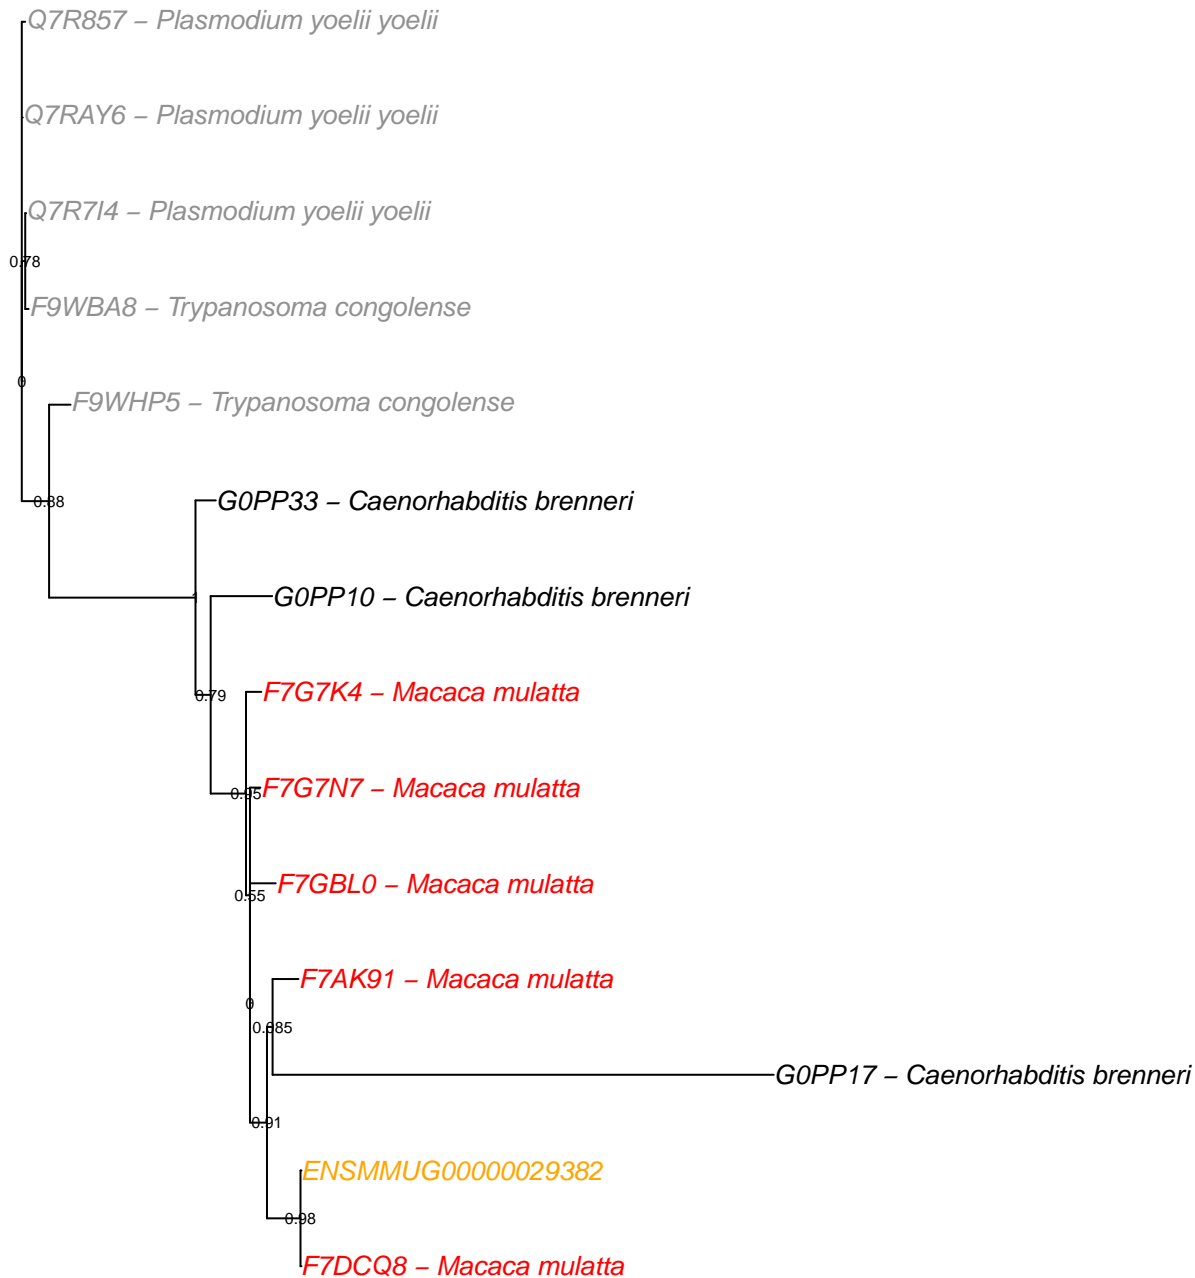 Q7R857 – Plasmodium yoelii yoelii
Q7RAY6 – Plasmodium yoelii yoelii
Q7R7I4 – Plasmodium yoelii yoelii
0.78
F9WBA8 – Trypanosoma congolense
0
F9WHP5 – Trypanosoma congolense
0.88
G0PP33 – Caenorhabditis brenneri
1
G0PP10 – Caenorhabditis brenneri
0.79
F7G7K4 – Macaca mulatta
F7G7N7 – Macaca mulatta
0.95
F7GBL0 – Macaca mulatta
0.55
F7AK91 – Macaca mulatta
0
0.885
G0PP17 – Caenorhabditis brenneri
0.91
ENSMMUG00000029382
0.98
F7DCQ8 – Macaca mulatta